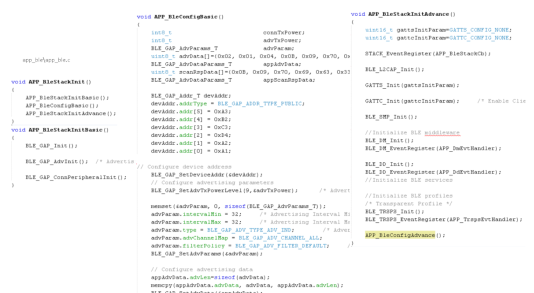 app_ble\app_ble.c
void APP_BleStackInit()
{
APP_BleStackInitBasic();
APP_BleConfigBasic();
APP_BleStackInitAdvance();
}
void APP_BleStackInitBasic()
{
BLE_GAP_Init();
BLE_GAP_AdvInit(); /* Advertis
BLE_GAP_ConnPeripheralInit();
}
void APP_BleConfigBasic()
{
int8_t connTxPower;
int8_t advTxPower;
BLE_GAP_AdvParams_T advParam;
uint8_t advData[]={0x02, 0x01, 0x04, 0x08, 0x09, 0x70, 0x
BLE_GAP_AdvDataParams_T appAdvData;
uint8_t scanRspData[]={0x0B, 0x09, 0x70, 0x69, 0x63, 0x33
BLE_GAP_AdvDataParams_T appScanRspData;
BLE_GAP_Addr_T devAddr;
devAddr.addrType = BLE_GAP_ADDR_TYPE_PUBLIC;
devAddr.addr[5] = 0xA3;
devAddr.addr[4] = 0xB2;
devAddr.addr[3] = 0xC3;
devAddr.addr[2] = 0xD4;
devAddr.addr[1] = 0xA2;
devAddr.addr[0] = 0xA1;
// Configure device address
BLE_GAP_SetDeviceAddr(&devAddr);
// Configure advertising parameters
BLE_GAP_SetAdvTxPowerLevel(9,&advTxPower); /* Advert
memset(&advParam, 0, sizeof(BLE_GAP_AdvParams_T));
advParam.intervalMin = 32; /* Advertising Interval Mi
advParam.intervalMax = 32; /* Advertising Interval Ma
advParam.type = BLE_GAP_ADV_TYPE_ADV_IND; /* Adver
advParam.advChannelMap = BLE_GAP_ADV_CHANNEL_ALL;
advParam.filterPolicy = BLE_GAP_ADV_FILTER_DEFAULT; /
BLE_GAP_SetAdvParams(&advParam);
// Configure advertising data
appAdvData.advLen=sizeof(advData);
memcpy(appAdvData.advData, advData, appAdvData.advLen);
void APP_BleStackInitAdvance()
{
uint16_t gattsInitParam=GATTS_CONFIG_NONE;
uint16_t gattcInitParam=GATTC_CONFIG_NONE;
STACK_EventRegister(APP_BleStackCb);
BLE_L2CAP_Init();
GATTS_Init(gattsInitParam);
GATTC_Init(gattcInitParam); /* Enable Clie
BLE_SMP_Init();
//Initialize BLE middleware
BLE_DM_Init();
BLE_DM_EventRegister(APP_DmEvtHandler);
BLE_DD_Init();
BLE_DD_EventRegister(APP_DdEvtHandler);
//Initialize BLE services
//Initialize BLE profiles
/* Transparent Profile */
BLE_TRSPS_Init();
BLE_TRSPS_EventRegister(APP_TrspsEvtHandler);
APP_BleConfigAdvance();
}